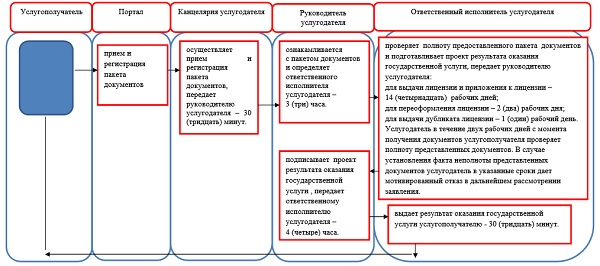 Услугополучатель
Портал
Канцелярия услугодателя
Руководитель
услугодателя
Ответственный исполнитель услугодателя
прием и
регистрация
пакета
документов
осуществляет
прием и
регистрация
пакета
документов,
передает
руководителю
услугодателя – 30
(тридцать) минут.
ознакамливается
с пакетом документов
и определяет
ответственного
исполнителя
услугодателя –
3 (три) часа.
проверяет полноту предоставленного пакета документов
и подготавливает проект результата оказания
государственной услуги, передает руководителю
услугодателя:
для выдачи лицензии и приложения к лицензии –
14 (четырнадцать) рабочих дней;
для переоформления лицензии – 2 (два) рабочих дня;
для выдачи дубликата лицензии – 1 (один) рабочий день.
Услугодатель в течение двух рабочих дней с момента
получения документов услугополучателя проверяет
полноту представленных документов. В случае
установления факта неполноты представленных
документов услугодатель в указанные сроки дает
мотивированный отказ в дальнейшем рассмотрении
заявления.
подписывает проект
результата оказания
государственной
услуги , передает
ответственному
исполнителю
услугодателя –
4 (четыре) часа.
выдает результат оказания государственной
услуги услугополучателю - 30 (тридцать) минут.